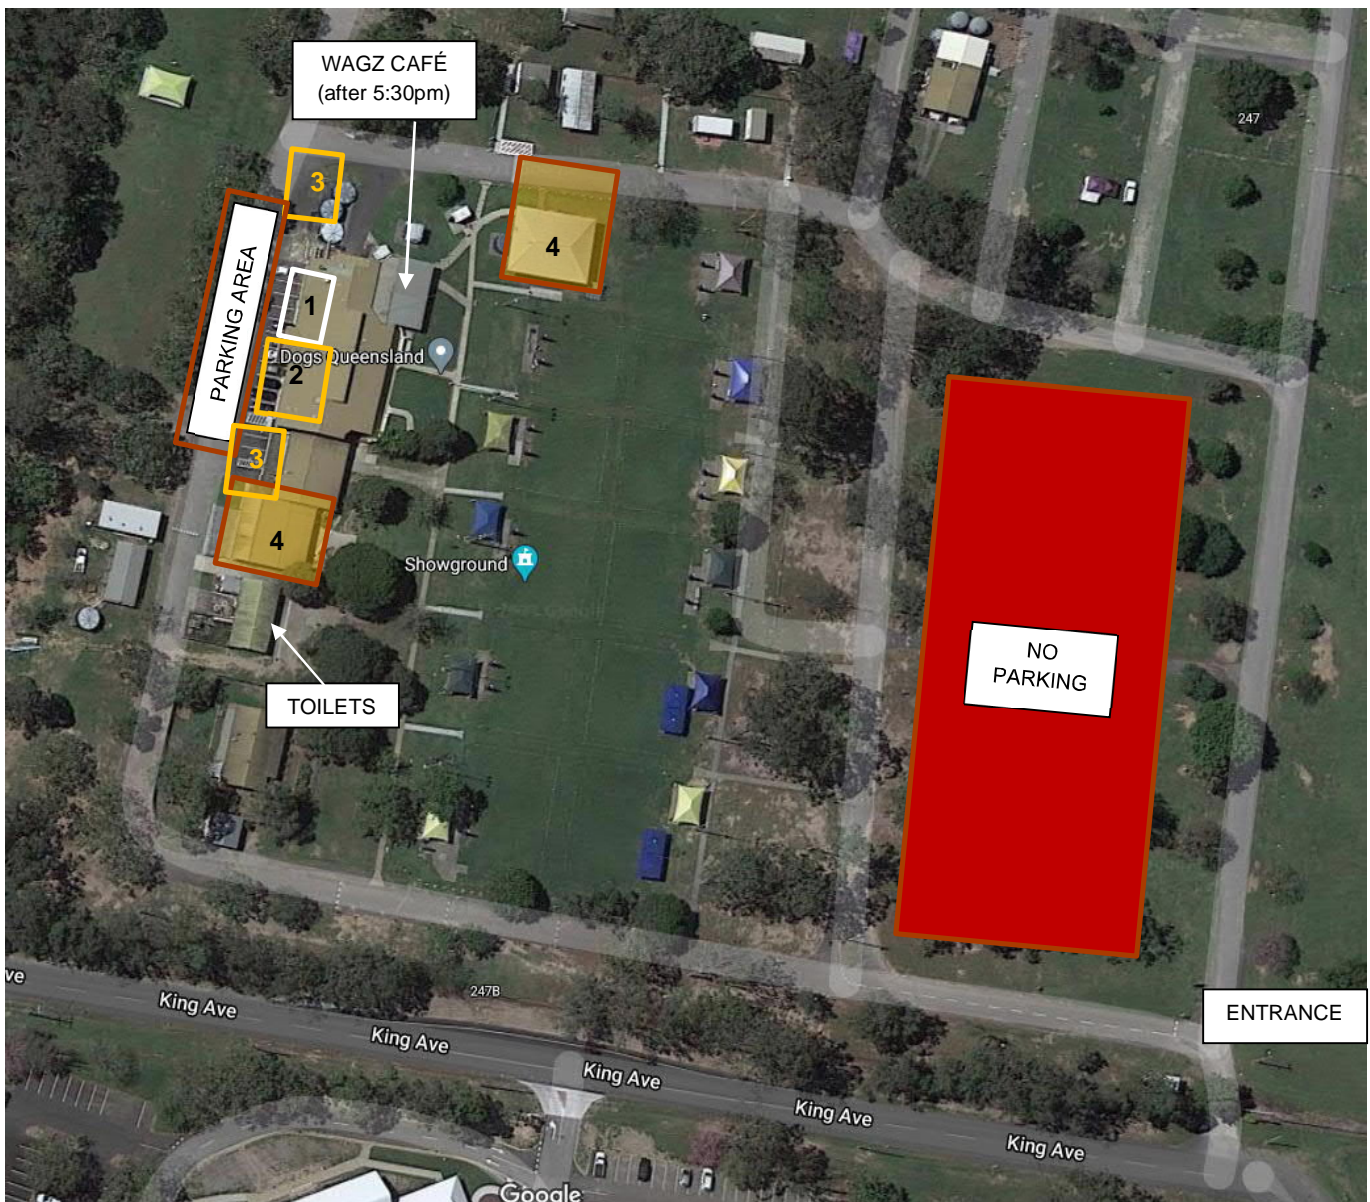 WAGZ CAFÉ
(after 5:30pm)
247
3
4
PARKING AREA
1
Dogs Queensland
2
3
4
Showground
NO
PARKING
TOILETS
247B
ENTRANCE
ve
King Ave
King Ave
King Ave
King Ave
King Ave
Google